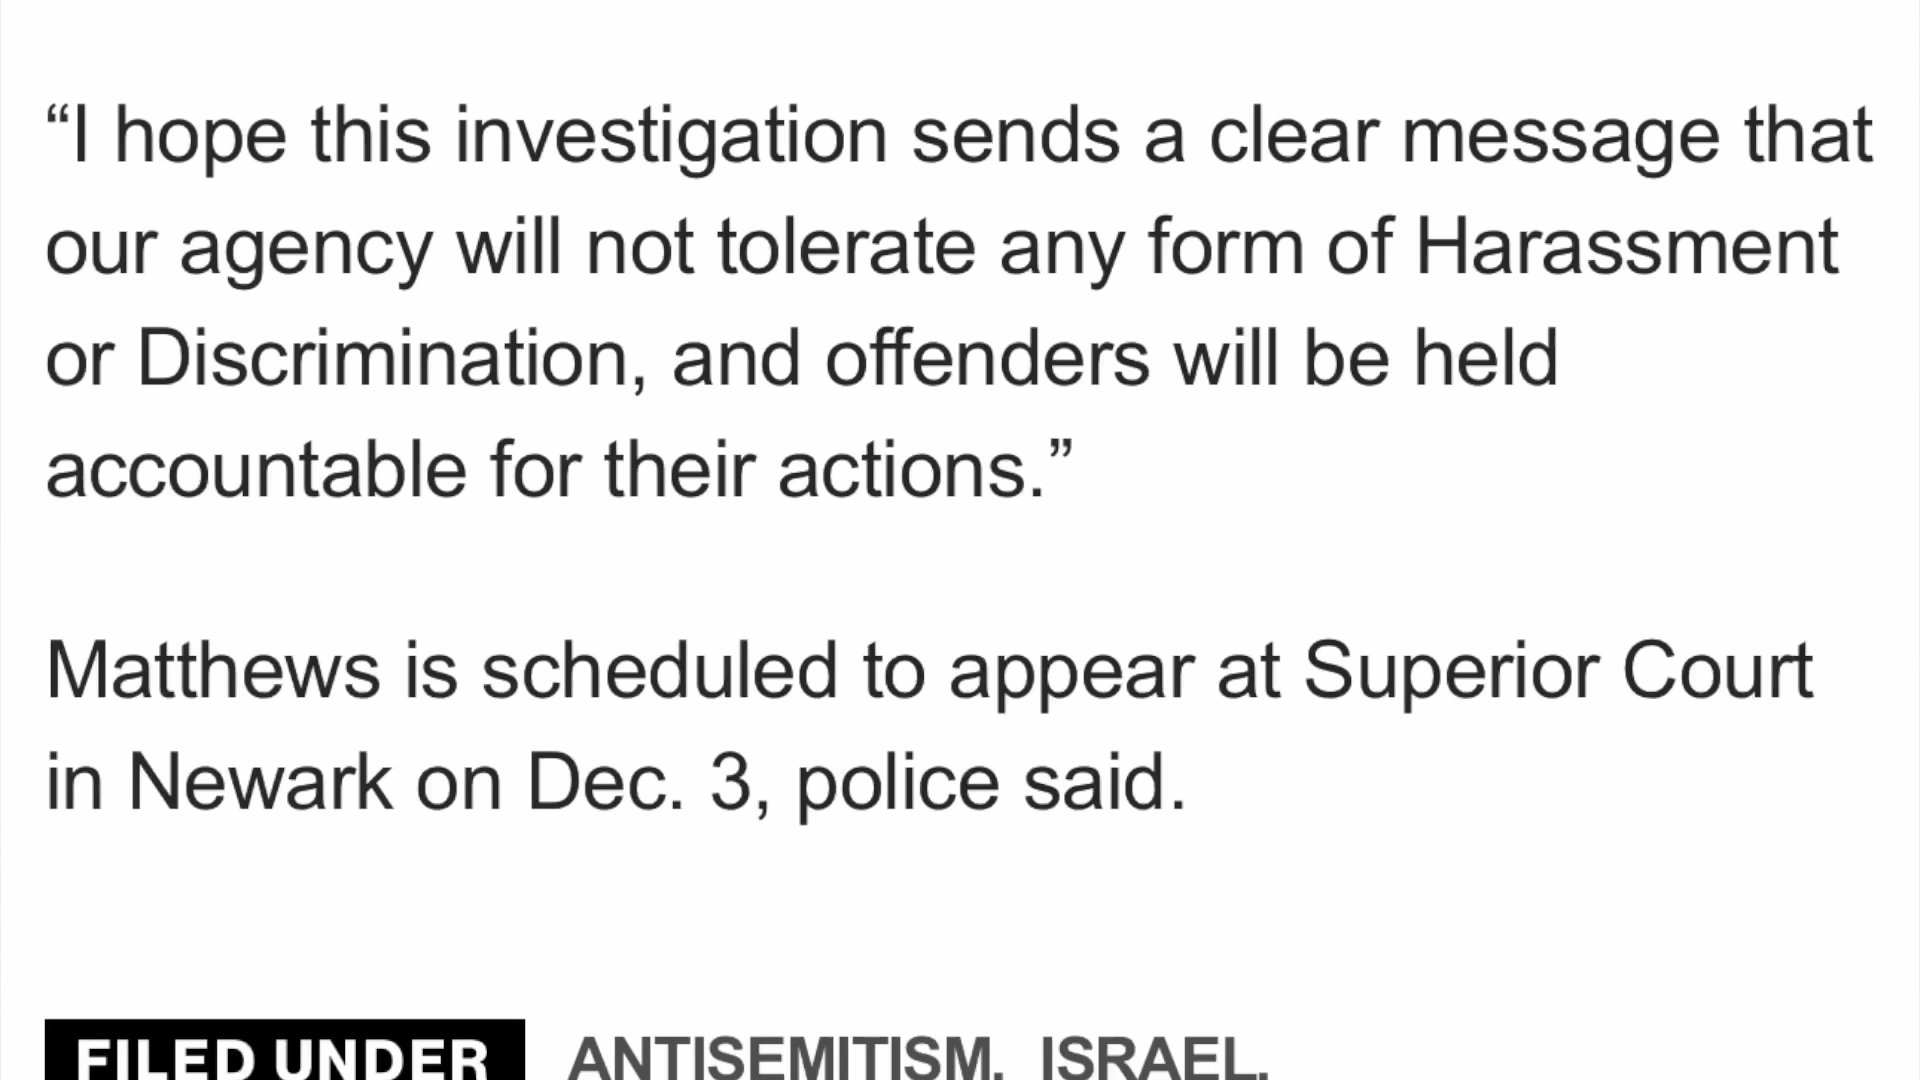 “I hope this investigation sends a clear message that
our agency will not tolerate any form of Harassment
or Discrimination, and offenders will be held
accountable for their actions.”
Matthews is scheduled to appear at Superior Court
in Newark on Dec. 3, police said.
FILED UNDER ANTISEMITISM, ISRAEL,